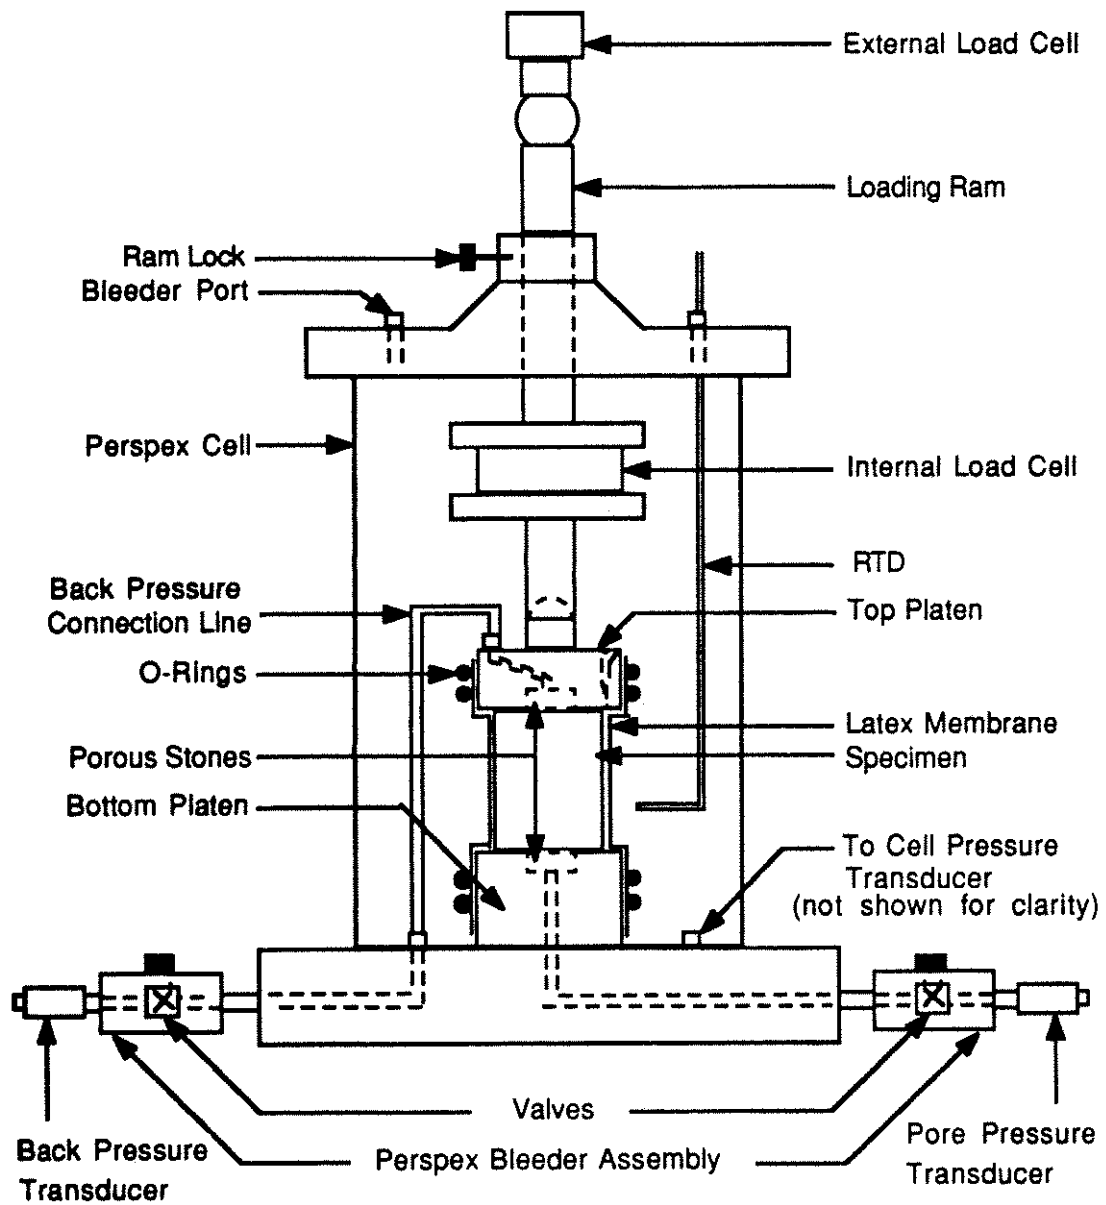 External Load Cell
Loading Ram
Ram Lock
Bleeder Port
Perspex Cell
Internal Load Cell
RTD
Back Pressure
Connection Line
Top Platen
O-Rings
Latex Membrane
Porous Stones
Specimen
Bottom Platen
To Cell Pressure
Transducer
(not shown for clarity)
Valves
Back Pressure
Transducer
Perspex Bleeder Assembly
Pore Pressure
Transducer